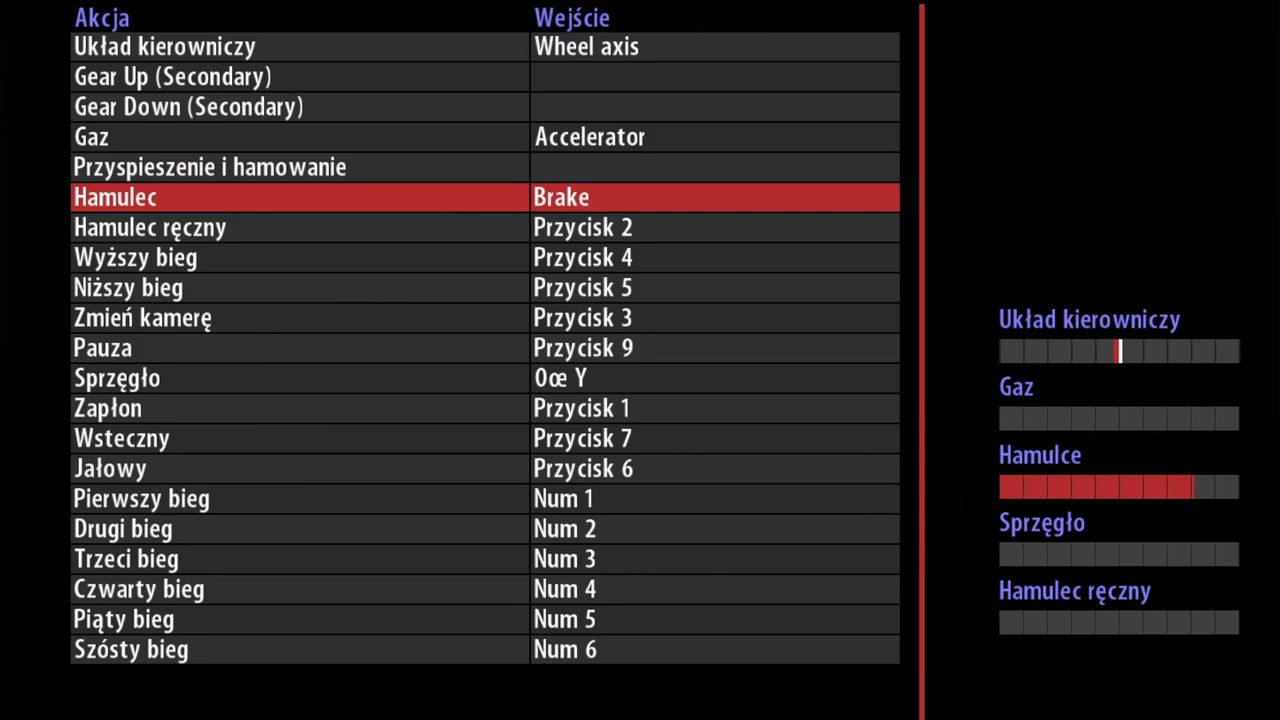 Akcja Wejście
Układ kierowniczy Wheel axis
Gear Up (Secondary)
Gear Down (Secondary)
Gaz Accelerator
Przyspieszenie i hamowanie
Hamulec Brake
Hamulec ręczny Przycisk 2
Wyższy bieg Przycisk 4
Niższy bieg Przycisk 5
Zmień kamerę Przycisk 3
Pauza Przycisk 9
Sprzęgło Oœ Y
Zapłon Przycisk 1
Wsteczny Przycisk 7
Jałowy Przycisk 6
Pierwszy bieg Num 1
Drugi bieg Num 2
Trzeci bieg Num 3
Czwarty bieg Num 4
Piąty bieg Num 5
Szósty bieg Num 6
Układ kierowniczy
Gaz
Hamulce
Sprzęgło
Hamulec ręczny